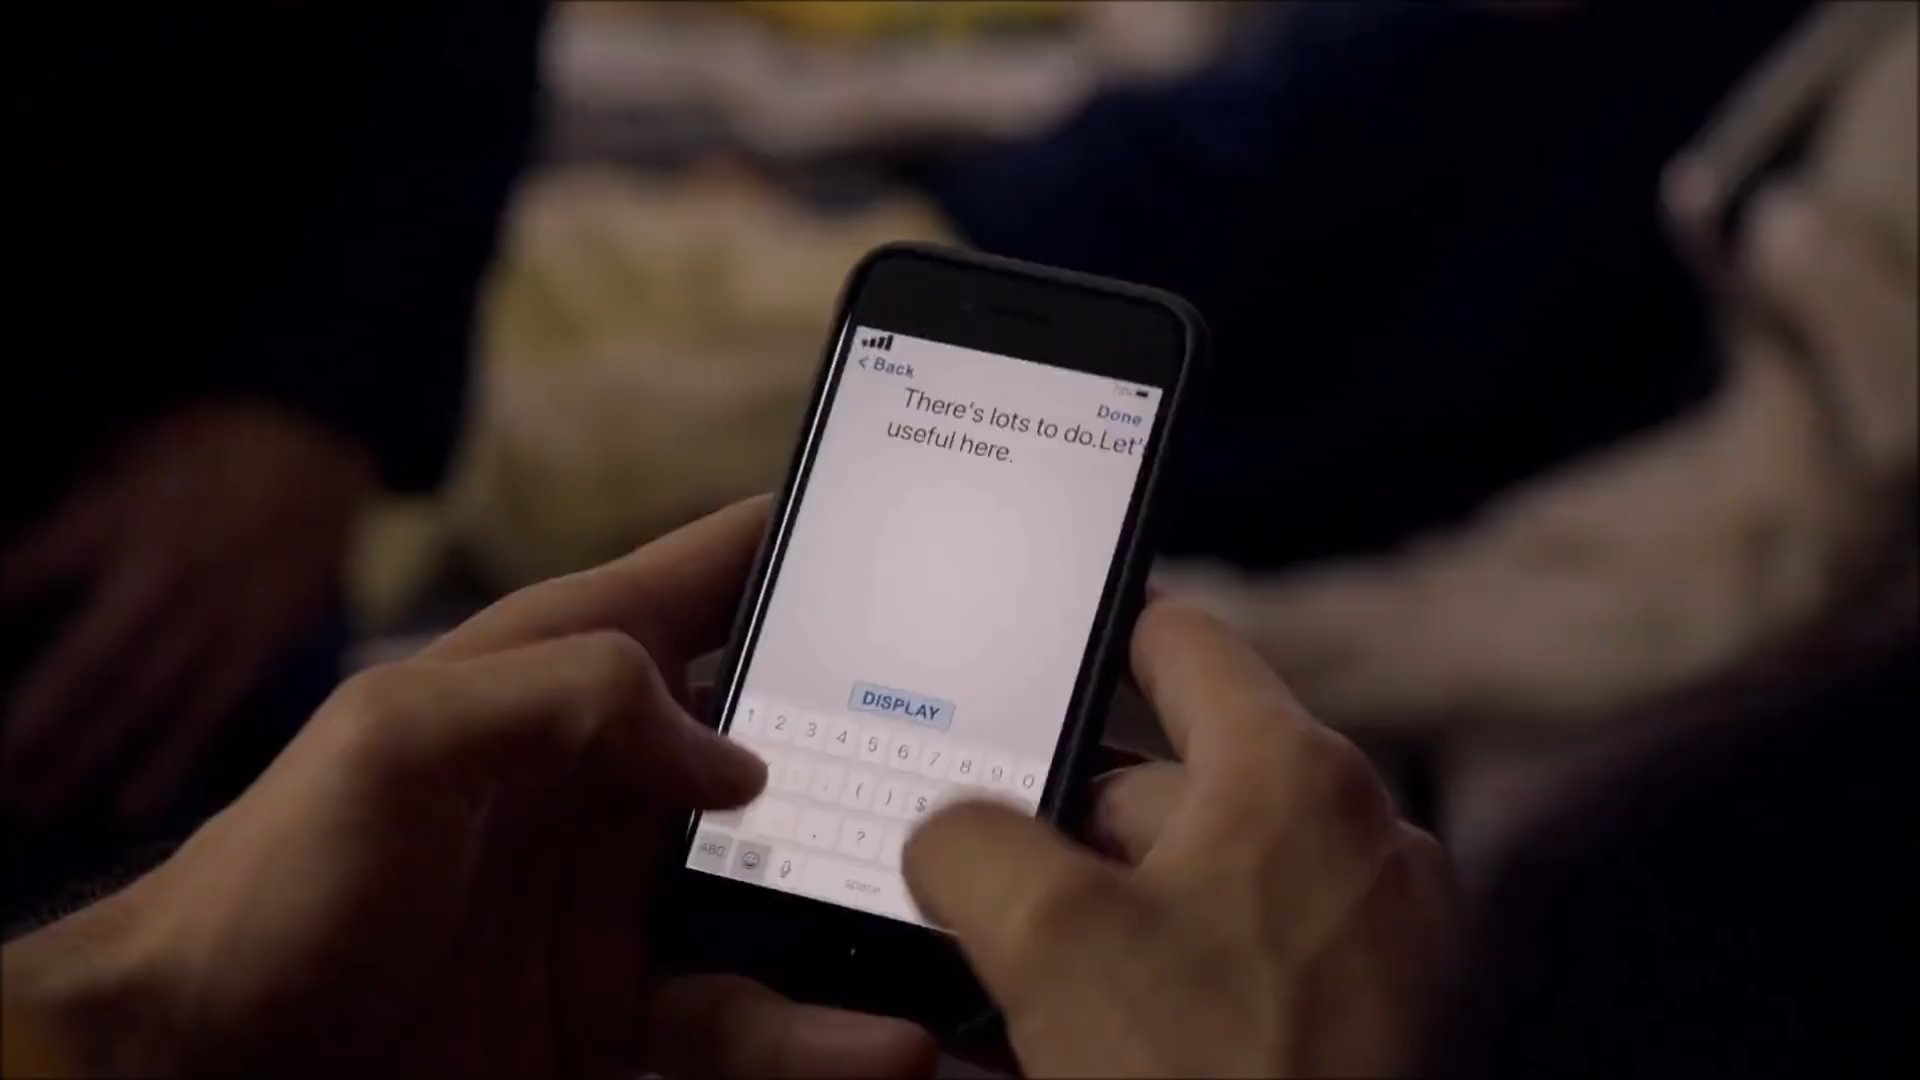 < Back
Done
There's lots to do.Let's
useful here.
DISPLAY
1 2 3 4 5 6 7 8 9 0
( ) $
. ?
ABC
space